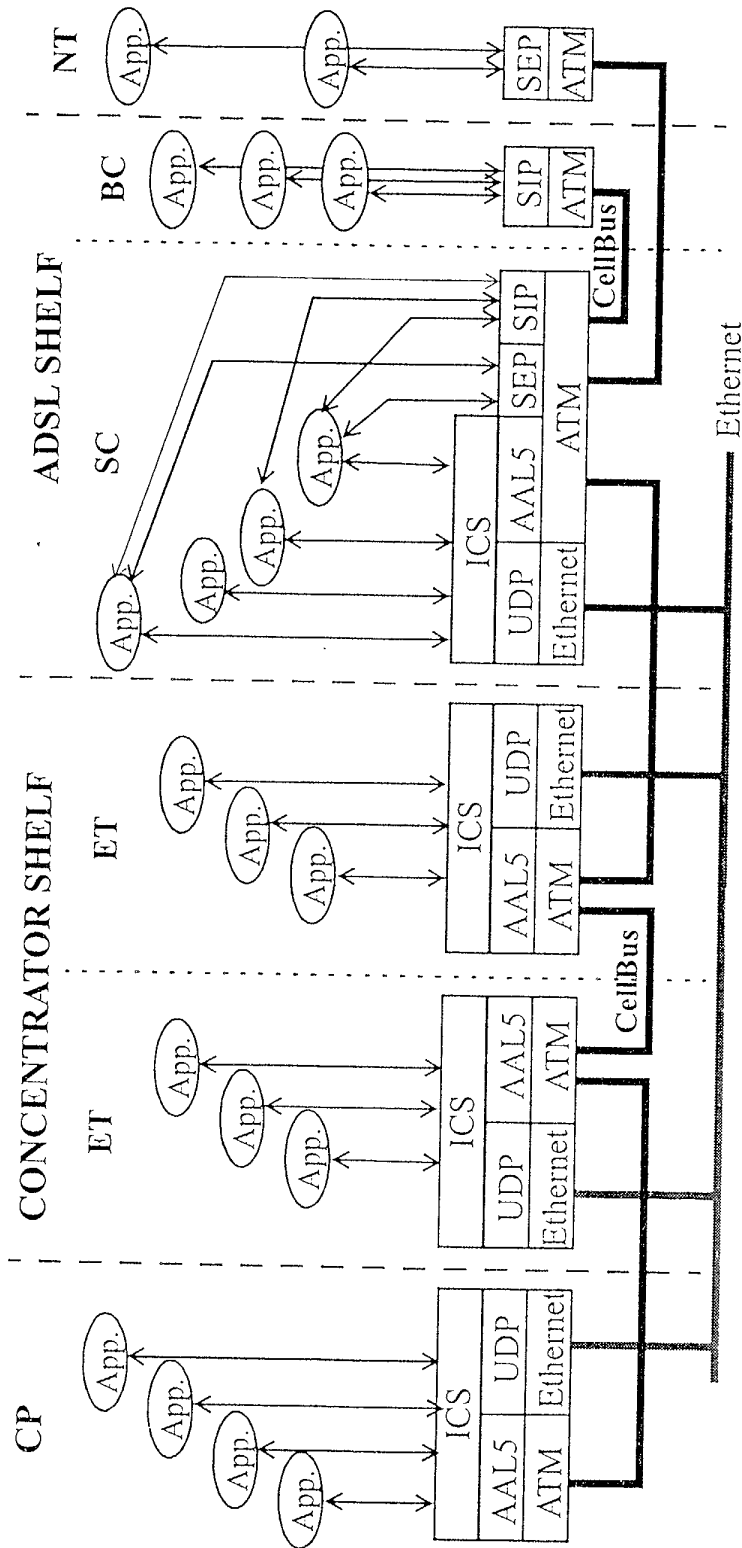 CP
CONCENTRATOR SHELF
ET
ET
ADSL SHELF
SC
BC
NT
App.
App.
App.
App.
ICS
AAL5
UDP
ATM
Ethernet
App.
App.
App.
ICS
UDP
AAL5
Ethernet
ATM
CellBus
App.
App.
App.
ICS
AAL5
UDP
ATM
Ethernet
App.
App.
App.
App.
ICS
SEP
SIP
UDP
AAL5
Ethernet
ATM
CellBus
App.
App.
App.
SIP
ATM
App.
App.
SEP
ATM
Ethernet